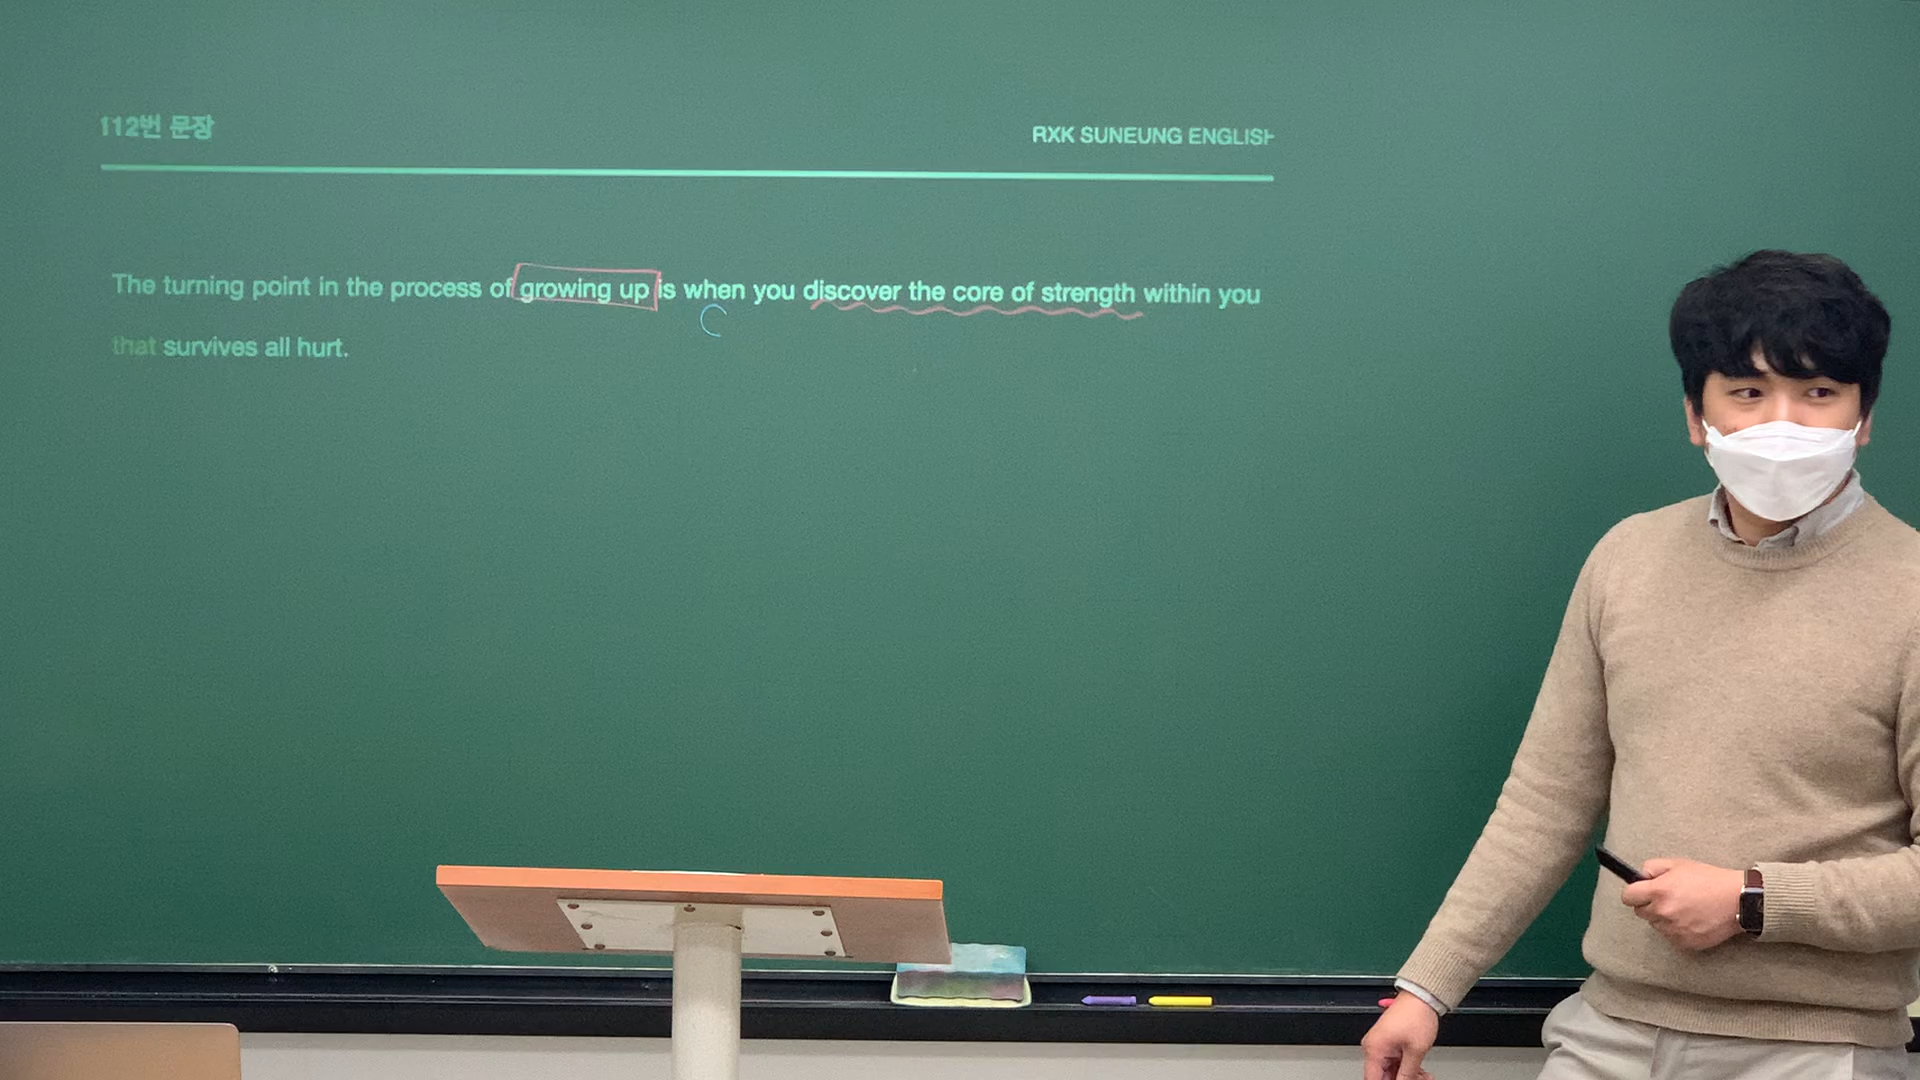 112번 문장
RXK SUNEUNG ENGLISH
The turning point in the process of growing up is when you discover the core of strength within you
that survives all hurt.